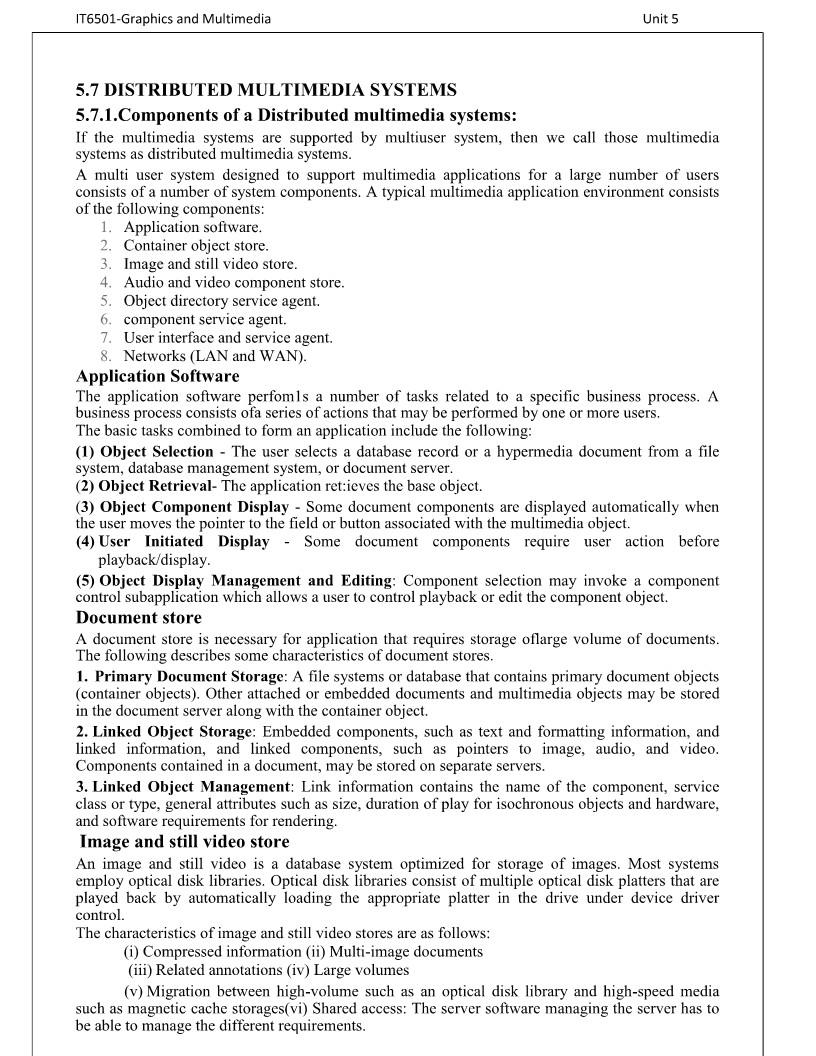 IT6501-Graphics and Multimedia Unit 5
5.7 DISTRIBUTED MULTIMEDIA SYSTEMS
5.7.1.Components of a Distributed multimedia systems:
If the multimedia systems are supported by multiuser system, then we call those multimedia
systems as distributed multimedia systems.
A multi user system designed to support multimedia applications for a large number of users
consists of a number of system components. A typical multimedia application environment consists
of the following components:
1. Application software.
2. Container object store.
3. Image and still video store.
4. Audio and video component store.
5. Object directory service agent.
6. component service agent.
7. User interface and service agent.
8. Networks (LAN and WAN).
Application Software
The application software perfom1s a number of tasks related to a specific business process. A
business process consists ofa series of actions that may be performed by one or more users.
The basic tasks combined to form an application include the following:
(1) Object Selection - The user selects a database record or a hypermedia document from a file
system, database management system, or document server.
(2) Object Retrieval- The application ret:ieves the base object.
(3) Object Component Display - Some document components are displayed automatically when
the user moves the pointer to the field or button associated with the multimedia object.
(4) User Initiated Display - Some document components require user action before
playback/display.
(5) Object Display Management and Editing: Component selection may invoke a component
control subapplication which allows a user to control playback or edit the component object.
Document store
A document store is necessary for application that requires storage oflarge volume of documents.
The following describes some characteristics of document stores.
1. Primary Document Storage: A file systems or database that contains primary document objects
(container objects). Other attached or embedded documents and multimedia objects may be stored
in the document server along with the container object.
2. Linked Object Storage: Embedded components, such as text and formatting information, and
linked information, and linked components, such as pointers to image, audio, and video.
Components contained in a document, may be stored on separate servers.
3. Linked Object Management: Link information contains the name of the component, service
class or type, general attributes such as size, duration of play for isochronous objects and hardware,
and software requirements for rendering.
Image and still video store
An image and still video is a database system optimized for storage of images. Most systems
employ optical disk libraries. Optical disk libraries consist of multiple optical disk platters that are
played back by automatically loading the appropriate platter in the drive under device driver
control.
The characteristics of image and still video stores are as follows:
(i) Compressed information (ii) Multi-image documents
(iii) Related annotations (iv) Large volumes
(v) Migration between high-volume such as an optical disk library and high-speed media
such as magnetic cache storages(vi) Shared access: The server software managing the server has to
be able to manage the different requirements.